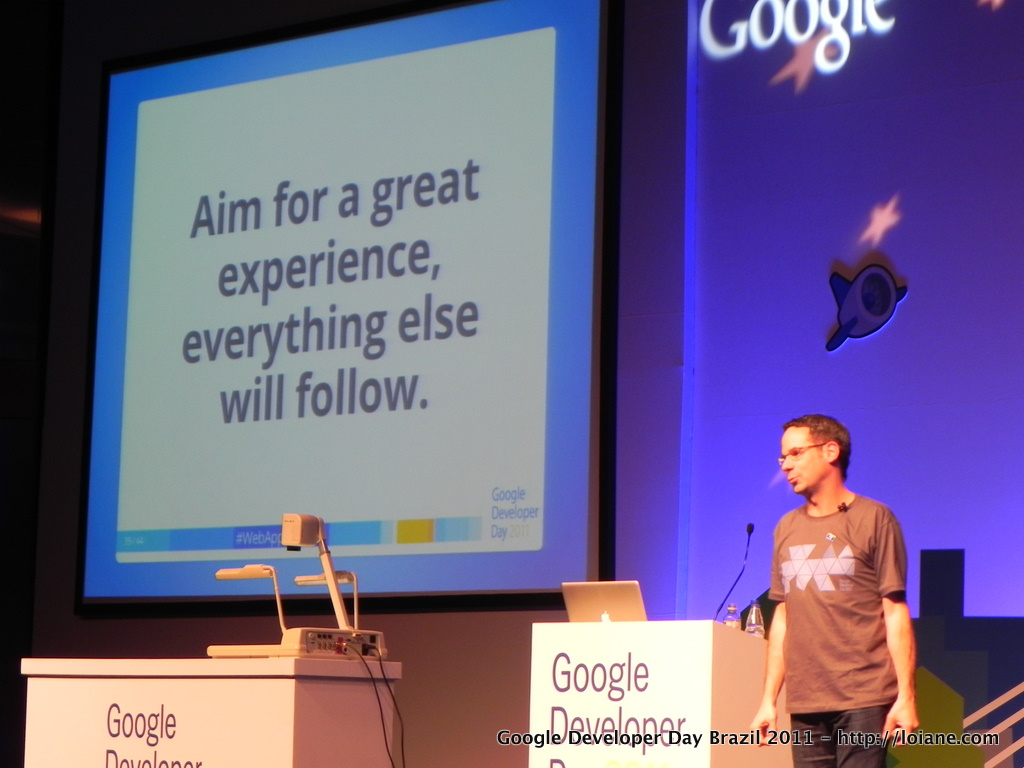 Google
Aim for a great
experience,
everything else
will follow.
Google
Developer
Day 2011
#WebApp
Google
Developer
Google
Developer
Google Developer Day Brazil 2011 - http://loiane.com